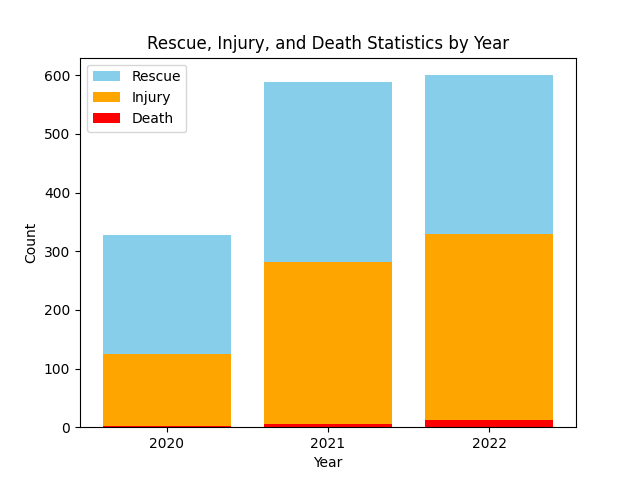 Rescue, Injury, and Death Statistics by Year
Rescue
Injury
Death
600
500
400
300
200
100
0
Count
2020 2021 2022
Year